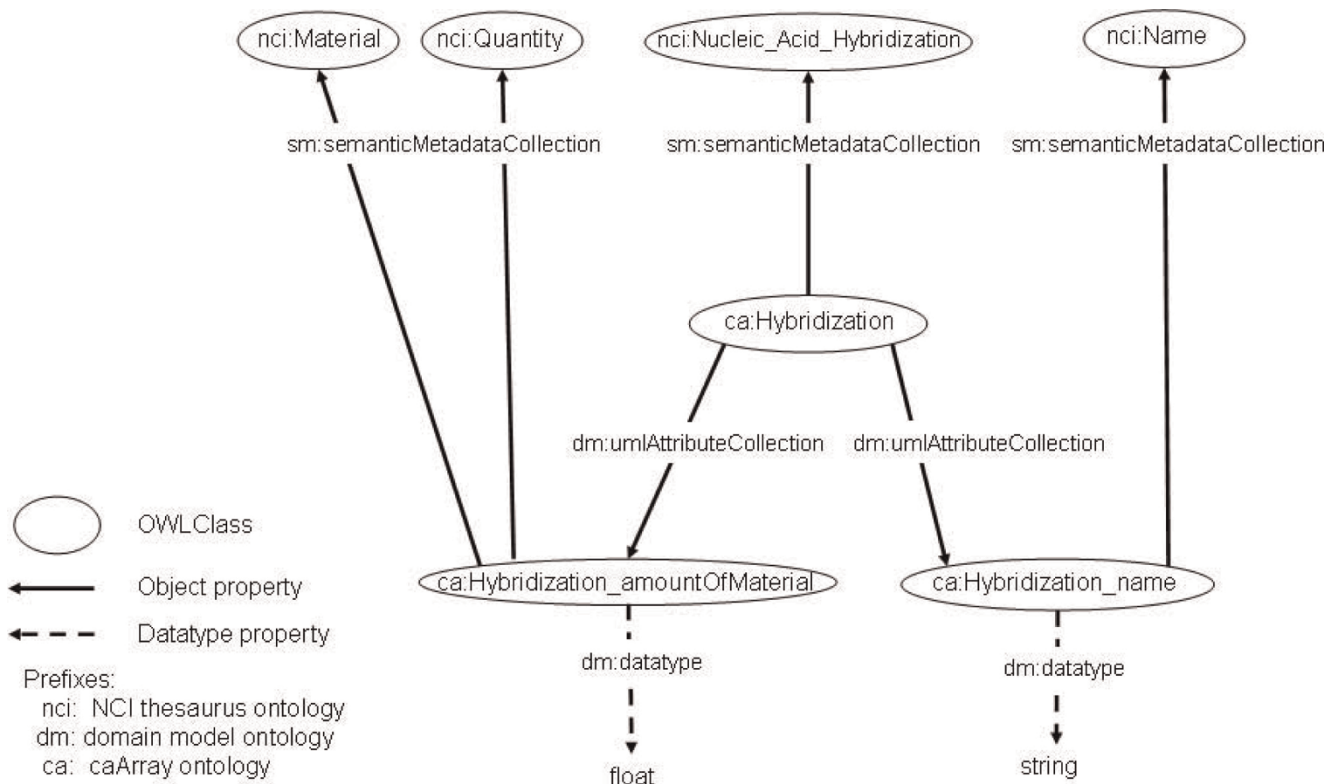 nci:Material
nci:Quantity
nci:Nucleic_Acid_Hybridization
nci:Name
sm:semanticMetadataCollection
sm:semanticMetadataCollection
sm:semanticMetadataCollection
ca:Hybridization
dm:umlAttributeCollection
dm:umlAttributeCollection
OWLClass
ca:Hybridization_amountOfMaterial
ca:Hybridization_name
Object property
Datatype property
dm:datatype
dm:datatype
Prefixes:
nci: NCI thesaurus ontology
dm: domain model ontology
ca: caArray ontology
float
string